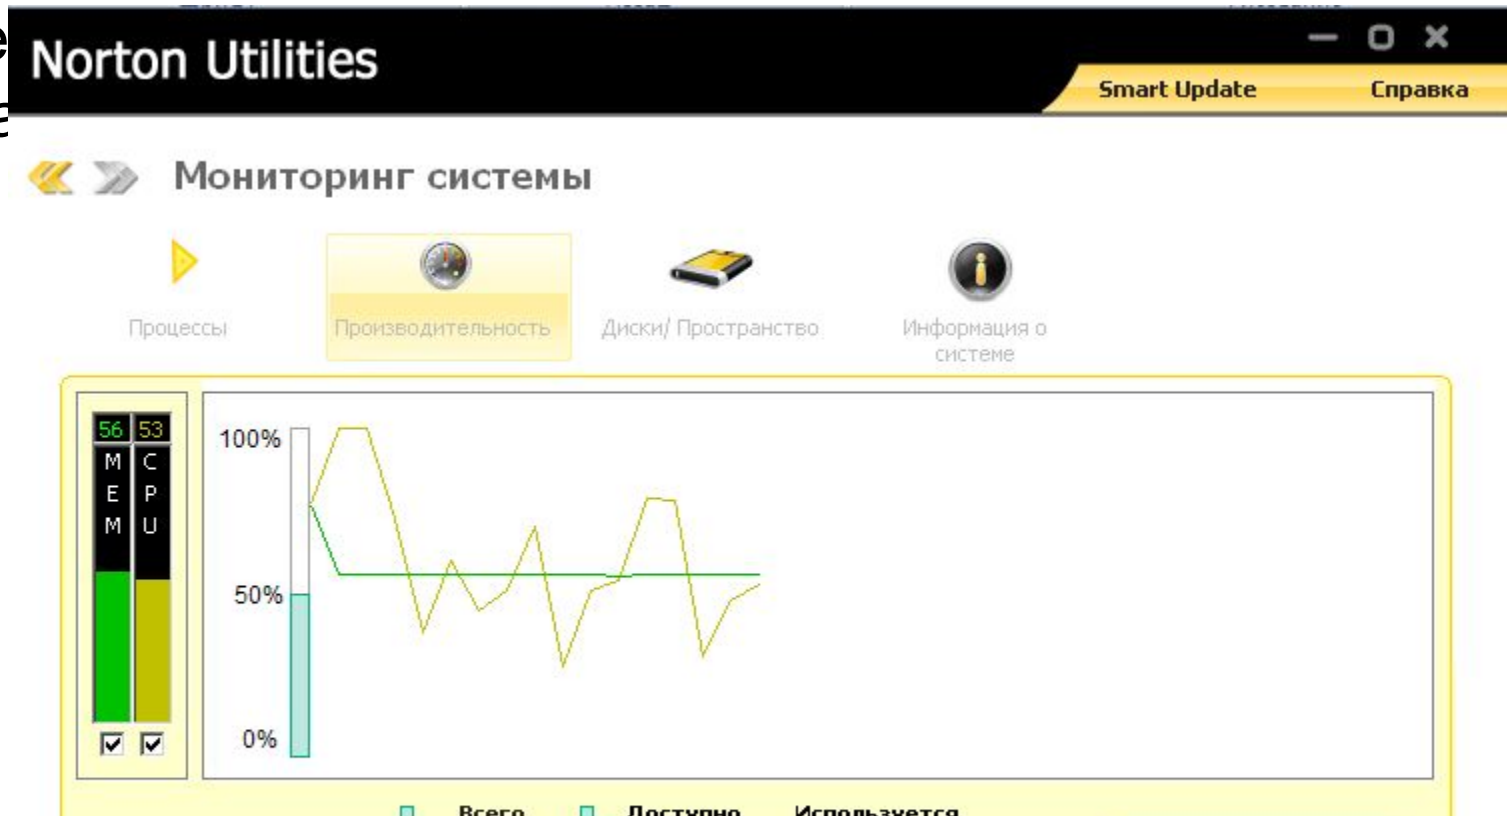 Norton Utilities
Smart Update Справка
Мониторинг системы
Процессы
Производительность
Диски/ Пространство
Информация о
системе
56 53
MEM CPU
100%
50%
0%
Всего Доступно Используется